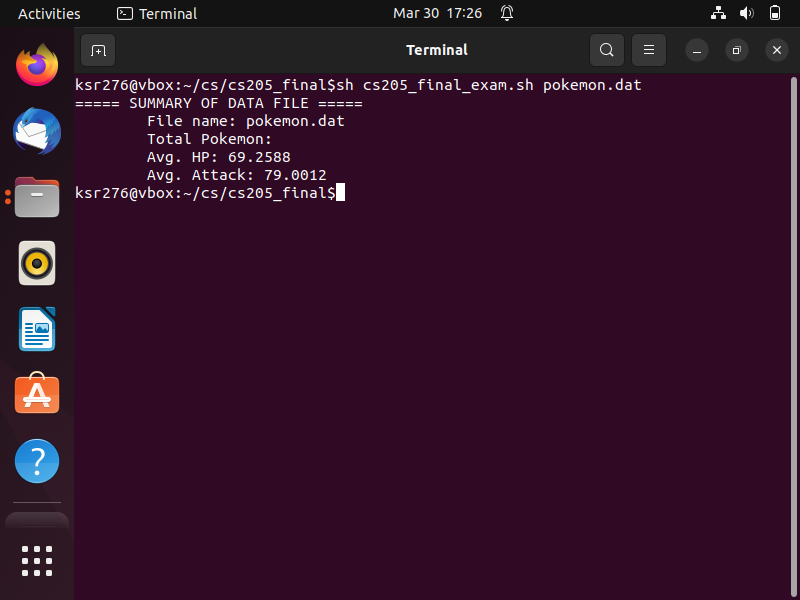 Activities Terminal Mar 30 17:26
Terminal
ksr276@vbox:~/cs/cs205_final$sh cs205_final_exam.sh pokemon.dat
===== SUMMARY OF DATA FILE =====
File name: pokemon.dat
Total Pokemon:
Avg. HP: 69.2588
Avg. Attack: 79.0012
ksr276@vbox:~/cs/cs205_final$